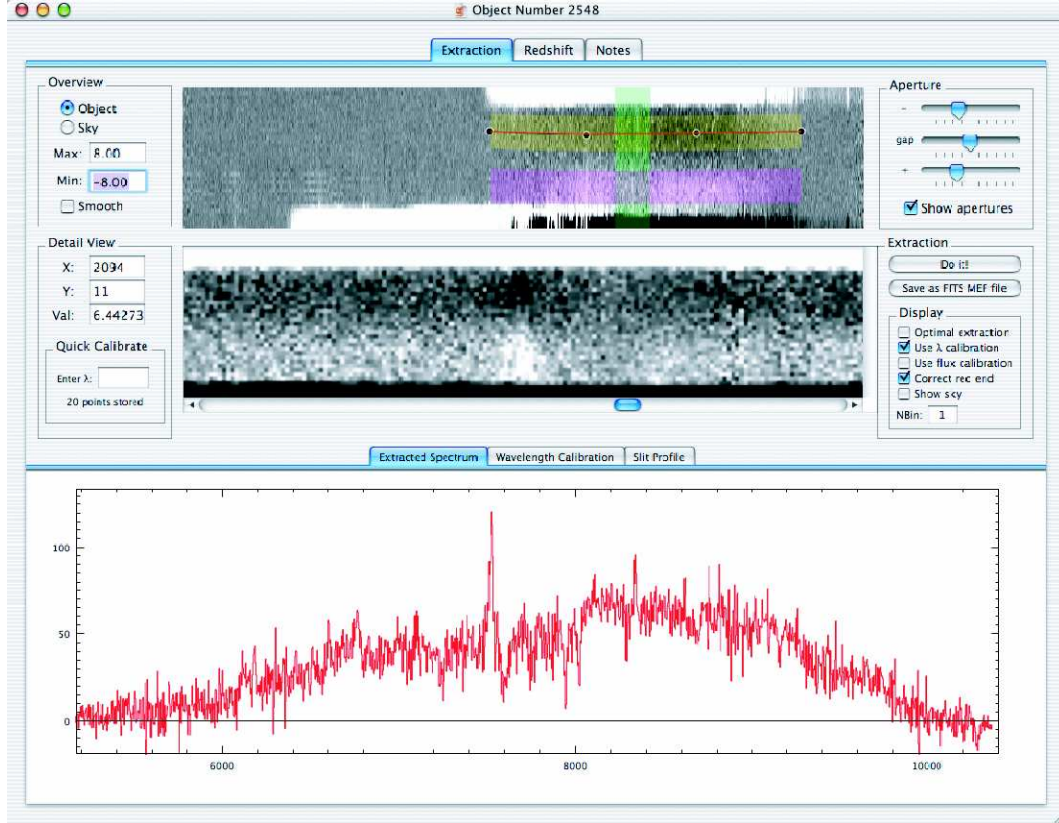 Object Number 2548
Extraction Redshift Notes
Overview
Object
Sky
Max: 8.00
Min: -8.00
Smooth
Aperture
-
gap
+
Show apertures
Detail View
X: 2094
Y: 11
Val: 6.44273
Quick Calibrate
Enter λ:
20 points stored
Extraction
Do it!
Save as FITS MEF file
Display
Optimal extraction
Use λ calibration
Use flux calibration
Correct red end
Show sky
NBin: 1
Extracted Spectrum Wavelength Calibration Slit Profile
100
50
0
6000 8000 10000